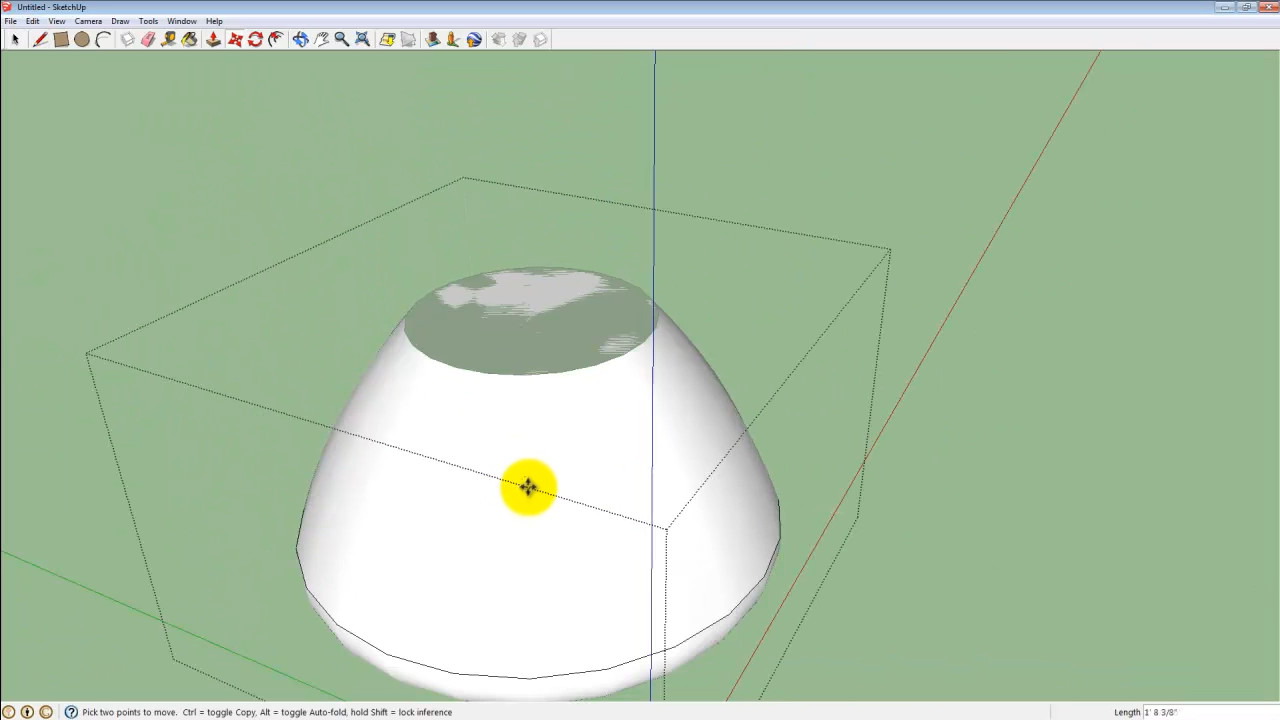 Untitled - SketchUp
File Edit View Camera Draw Tools Window Help
Pick two points to move. Ctrl = toggle Copy, Alt = toggle Auto-fold, hold Shift = lock inference
Length 1' 8 3/8"